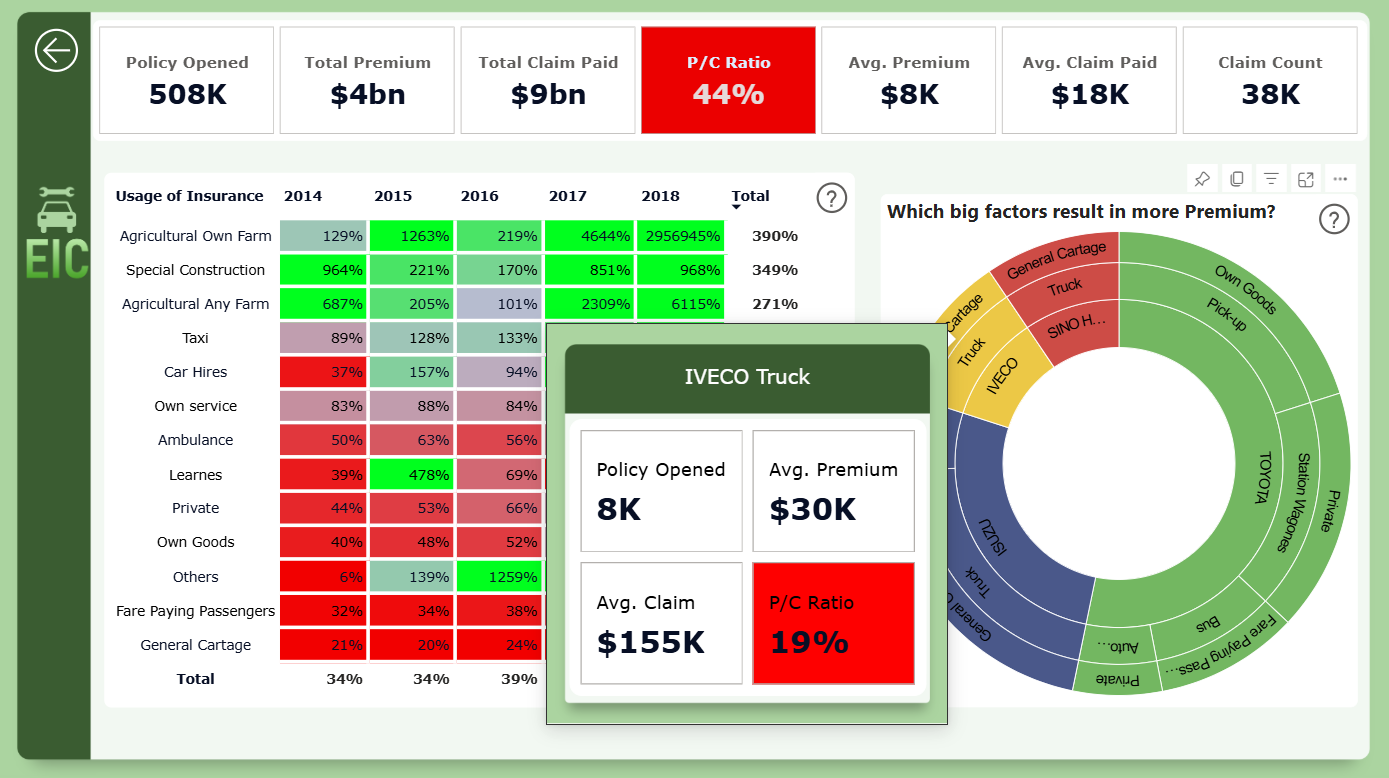 Policy Opened
508K
Total Premium
$4bn
Total Claim Paid
$9bn
P/C Ratio
44%
Avg. Premium
$8K
Avg. Claim Paid
$18K
Claim Count
38K
EIC
Usage of Insurance 2014 2015 2016 2017 2018 Total
?
Agricultural Own Farm 129% 1263% 219% 4644% 2956945% 390%
Special Construction 964% 221% 170% 851% 968% 349%
Agricultural Any Farm 687% 205% 101% 2309% 6115% 271%
Taxi 89% 128% 133%
Car Hires 37% 157% 94%
Own service 83% 88% 84%
Ambulance 50% 63% 56%
Learnes 39% 478% 69%
Private 44% 53% 66%
Own Goods 40% 48% 52%
Others 6% 139% 1259%
Fare Paying Passengers 32% 34% 38%
General Cartage 21% 20% 24%
Total 34% 34% 39%
IVECO Truck
Policy Opened
8K
Avg. Premium
$30K
Avg. Claim
$155K
P/C Ratio
19%
Which big factors result in more Premium?
?
General Cartage
Truck
SINO H...
Cartage
Truck
IVECO
Own Goods
Pick-up
TOYOTA
Station Wagones
Private
Bus
Fare Paying Pass...
Auto...
Private
ISUZU
Truck
General